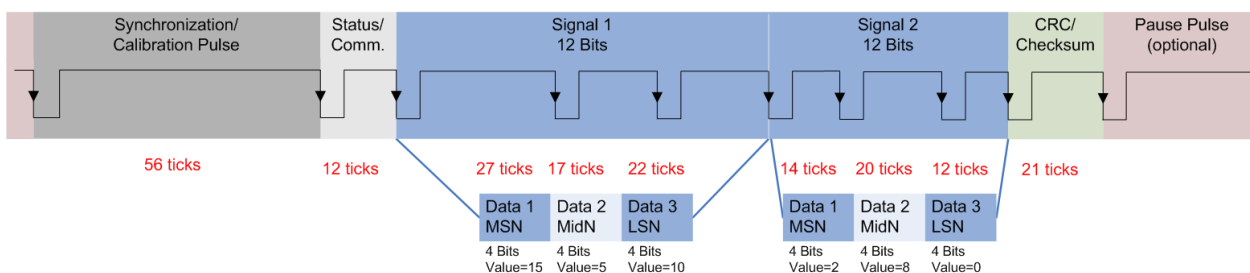 Synchronization/
Calibration Pulse
Status/
Comm.
Signal 1
12 Bits
Signal 2
12 Bits
CRC/
Checksum
Pause Pulse
(optional)
56 ticks
12 ticks
27 ticks
17 ticks
22 ticks
14 ticks
20 ticks
12 ticks
21 ticks
Data 1
MSN
Data 2
MidN
Data 3
LSN
Data 1
MSN
Data 2
MidN
Data 3
LSN
4 Bits
Value=15
4 Bits
Value=5
4 Bits
Value=10
4 Bits
Value=2
4 Bits
Value=8
4 Bits
Value=0